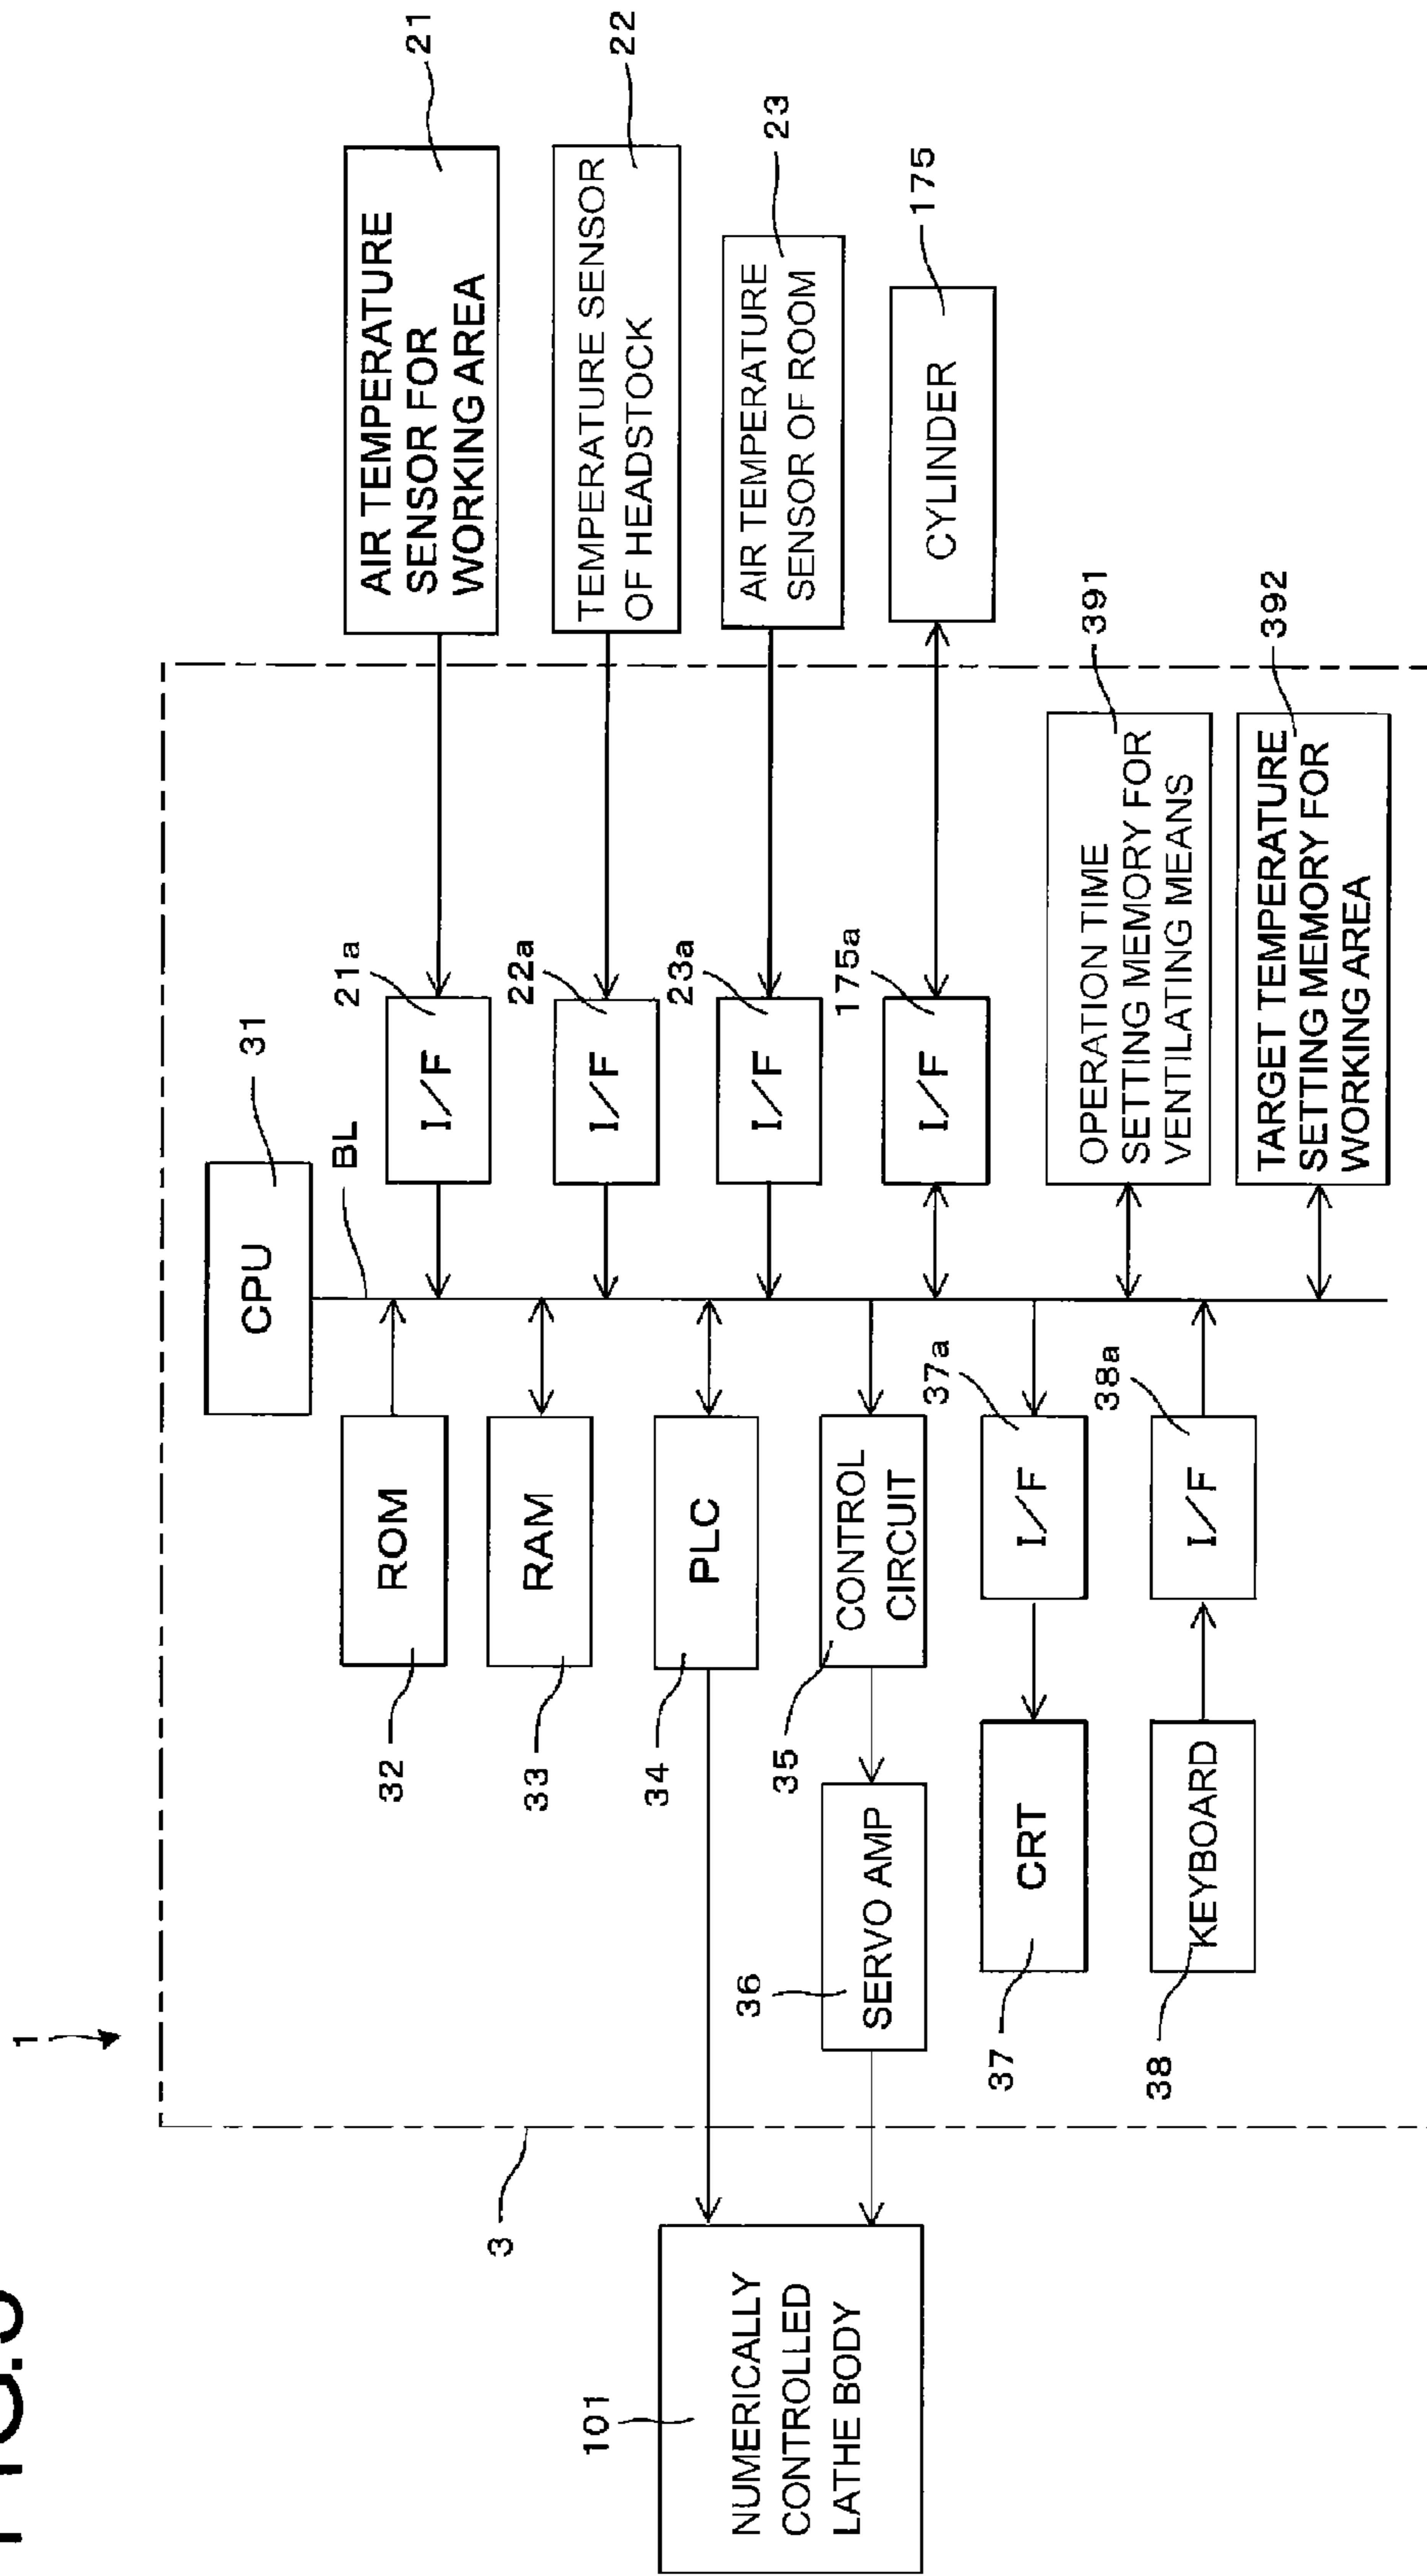 1
3
21
AIR TEMPERATURE
SENSOR FOR
WORKING AREA
22
TEMPERATURE SENSOR
OF HEADSTOCK
23
AIR TEMPERATURE
SENSOR OF ROOM
175
CYLINDER
21a
I/F
22a
I/F
23a
I/F
175a
I/F
391
OPERATION TIME
SETTING MEMORY FOR
VENTILATING MEANS
392
TARGET TEMPERATURE
SETTING MEMORY FOR
WORKING AREA
31
CPU
BL
ROM
32
RAM
33
PLC
34
CONTROL
CIRCUIT
35
SERVO AMP
36
37a
I/F
CRT
37
38a
I/F
KEYBOARD
38
101
NUMERICALLY
CONTROLLED
LATHE BODY